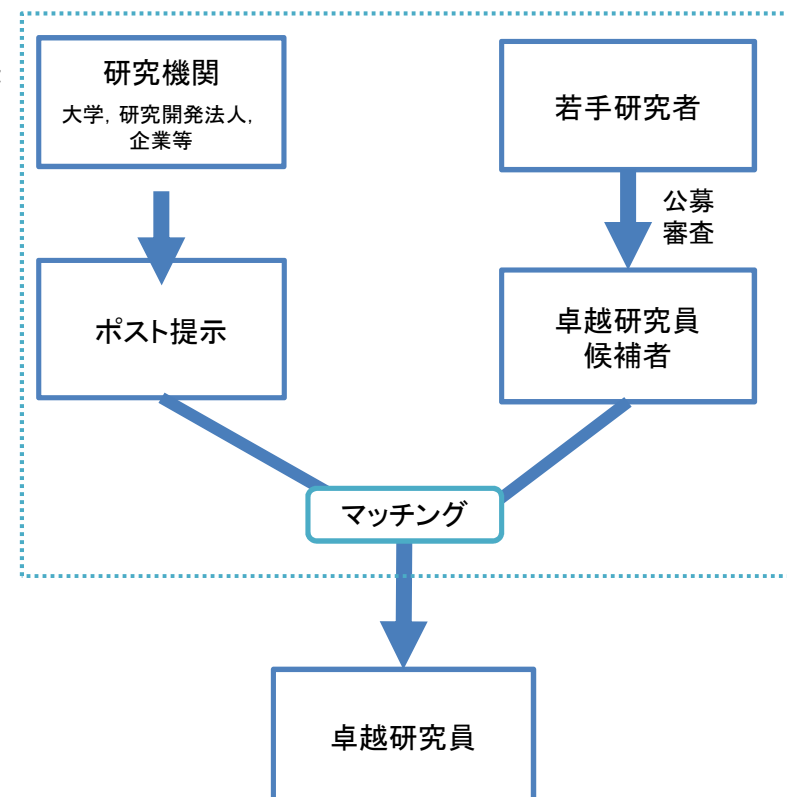 研究機関
大学，研究開発法人，
企業等
若手研究者
公募
審査
ポスト提示
卓越研究員
候補者
マッチング
卓越研究員